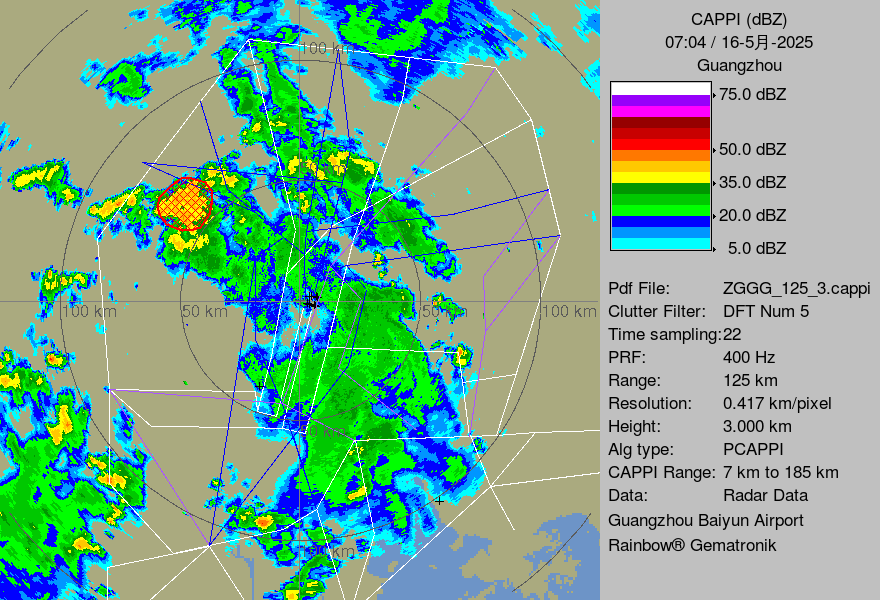 CAPPI (dBZ)
07:04 / 16-5月-2025
Guangzhou
75.0 dBZ
50.0 dBZ
35.0 dBZ
20.0 dBZ
5.0 dBZ
Pdf File: ZGGG_125_3.cappi
Clutter Filter: DFT Num 5
Time sampling:22
PRF: 400 Hz
Range: 125 km
Resolution: 0.417 km/pixel
Height: 3.000 km
Alg type: PCAPPI
CAPPI Range: 7 km to 185 km
Data: Radar Data
Guangzhou Baiyun Airport
Rainbow® Gematronik
100 km
100 km
50 km
50 km
100 km